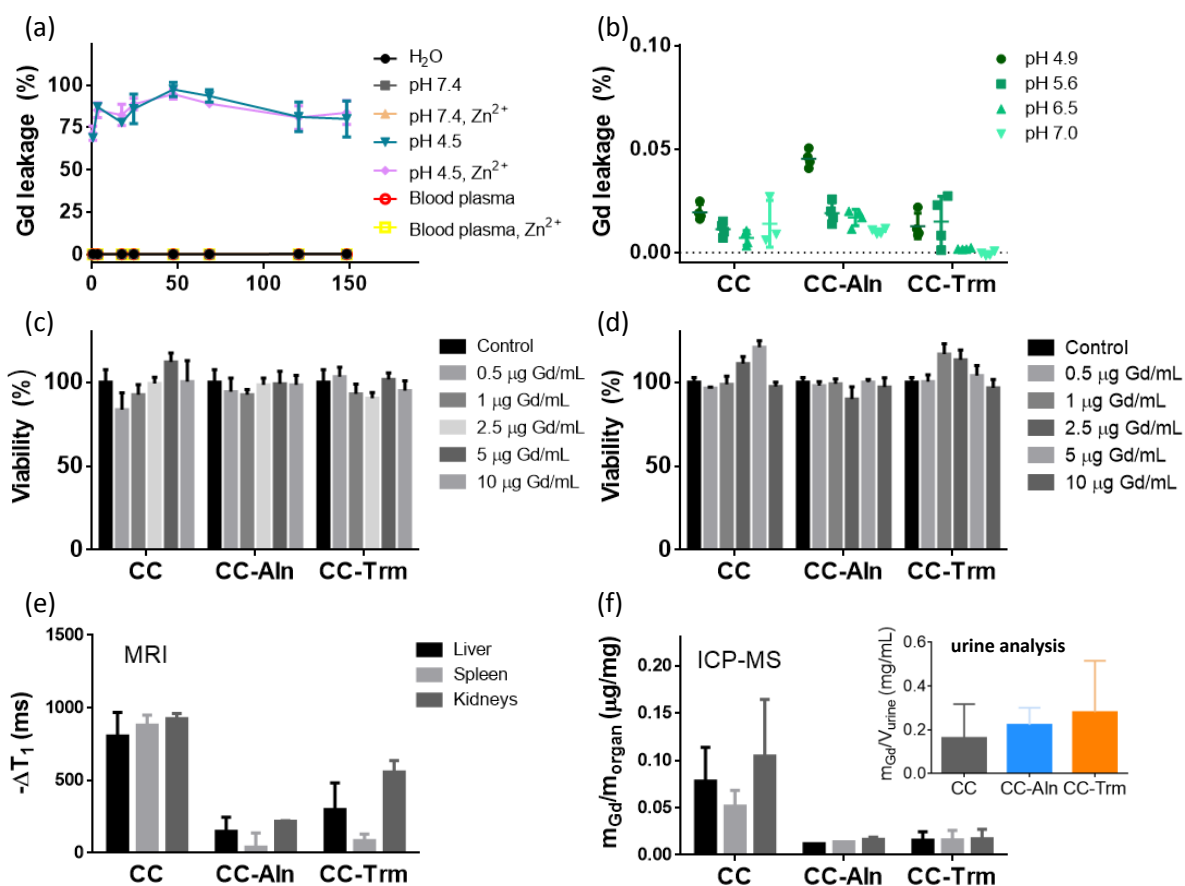 (a)
Gd leakage (%)
100
75
50
25
0
0
50
100
150
H₂O
pH 7.4
pH 7.4, Zn²⁺
pH 4.5
pH 4.5, Zn²⁺
Blood plasma
Blood plasma, Zn²⁺
(b)
Gd leakage (%)
0.10
0.05
0.00
CC
CC-Aln
CC-Trm
pH 4.9
pH 5.6
pH 6.5
pH 7.0
(c)
Viability (%)
100
50
0
CC
CC-Aln
CC-Trm
Control
0.5 μg Gd/mL
1 μg Gd/mL
2.5 μg Gd/mL
5 μg Gd/mL
10 μg Gd/mL
(d)
Viability (%)
100
50
0
CC
CC-Aln
CC-Trm
Control
0.5 μg Gd/mL
1 μg Gd/mL
2.5 μg Gd/mL
5 μg Gd/mL
10 μg Gd/mL
(e)
-ΔT₁ (ms)
1500
1000
500
0
MRI
CC
CC-Aln
CC-Trm
Liver
Spleen
Kidneys
(f)
m_Gd/m_organ (μg/mg)
0.20
0.15
0.10
0.05
0.00
ICP-MS
CC
CC-Aln
CC-Trm
urine analysis
m_Gd/V_urine (mg/mL)
0.6
0.4
0.2
0.0
CC
CC-Aln
CC-Trm